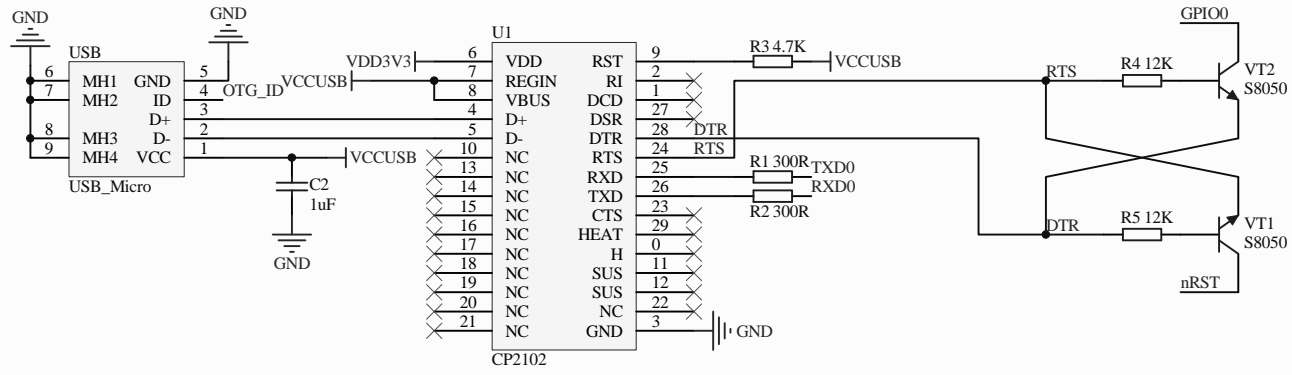 GND
USB
6 MH1 GND 5
7 MH2 ID 4 OTG_ID
D+ 3
8 MH3 D- 2
9 MH4 VCC 1
USB_Micro
GND
VCCUSB
C2
1uF
GND
U1
VDD3V3 6 VDD RST 9 R3 4.7K VCCUSB
VCCUSB 7 REGIN RI 2
8 VBUS DCD 1
4 D+ DSR 27
5 D- DTR 28 DTR
10 NC RTS 24 RTS
13 NC RXD 25 R1 300R TXD0
14 NC TXD 26 R2 300R RXD0
15 NC CTS 23
16 NC HEAT 29
17 NC H 0
18 NC SUS 11
19 NC SUS 12
20 NC NC 22
21 NC GND 3 GND
CP2102
GPIO0
RTS R4 12K VT2
S8050
DTR R5 12K VT1
S8050
nRST